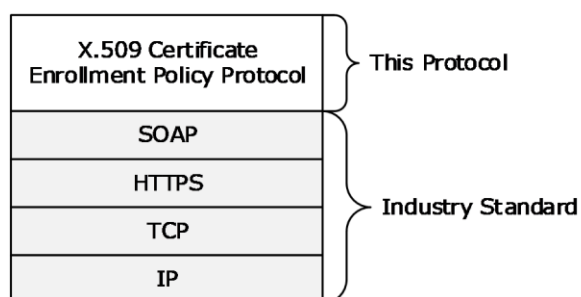 X.509 Certificate
Enrollment Policy Protocol
This Protocol
SOAP
HTTPS
Industry Standard
TCP
IP